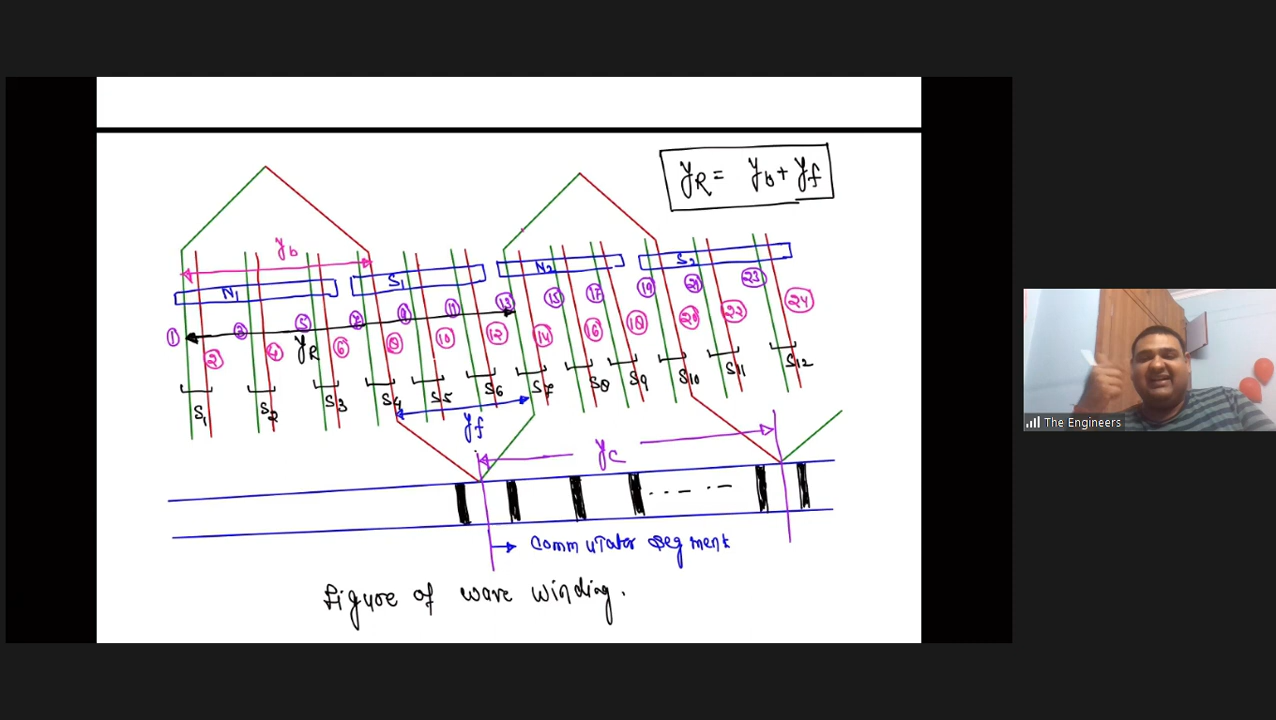 yR = yb + yf
yb
N1 S1 N2 S2
1 2 3 4 5 6 7 8 9 10 11 12 13 14 15 16 17 18 19 20 21 22 23 24
yR
S1 S2 S3 S4 S5 S6 S7 S8 S9 S10 S11 S12
yf
yc
Commutator segment
Figure of wave winding.
The Engineers